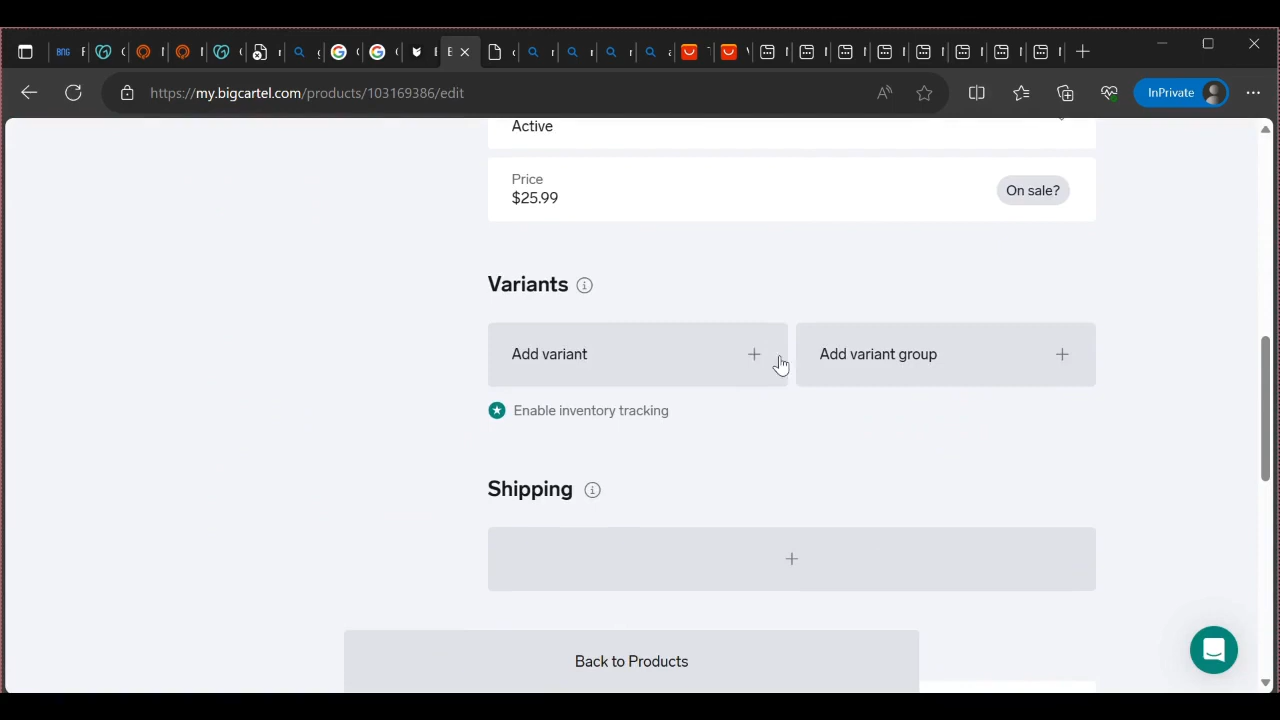 BNG
https://my.bigcartel.com/products/103169386/edit
InPrivate
Active
Price
$25.99
On sale?
Variants
Add variant
Add variant group
Enable inventory tracking
Shipping
Back to Products